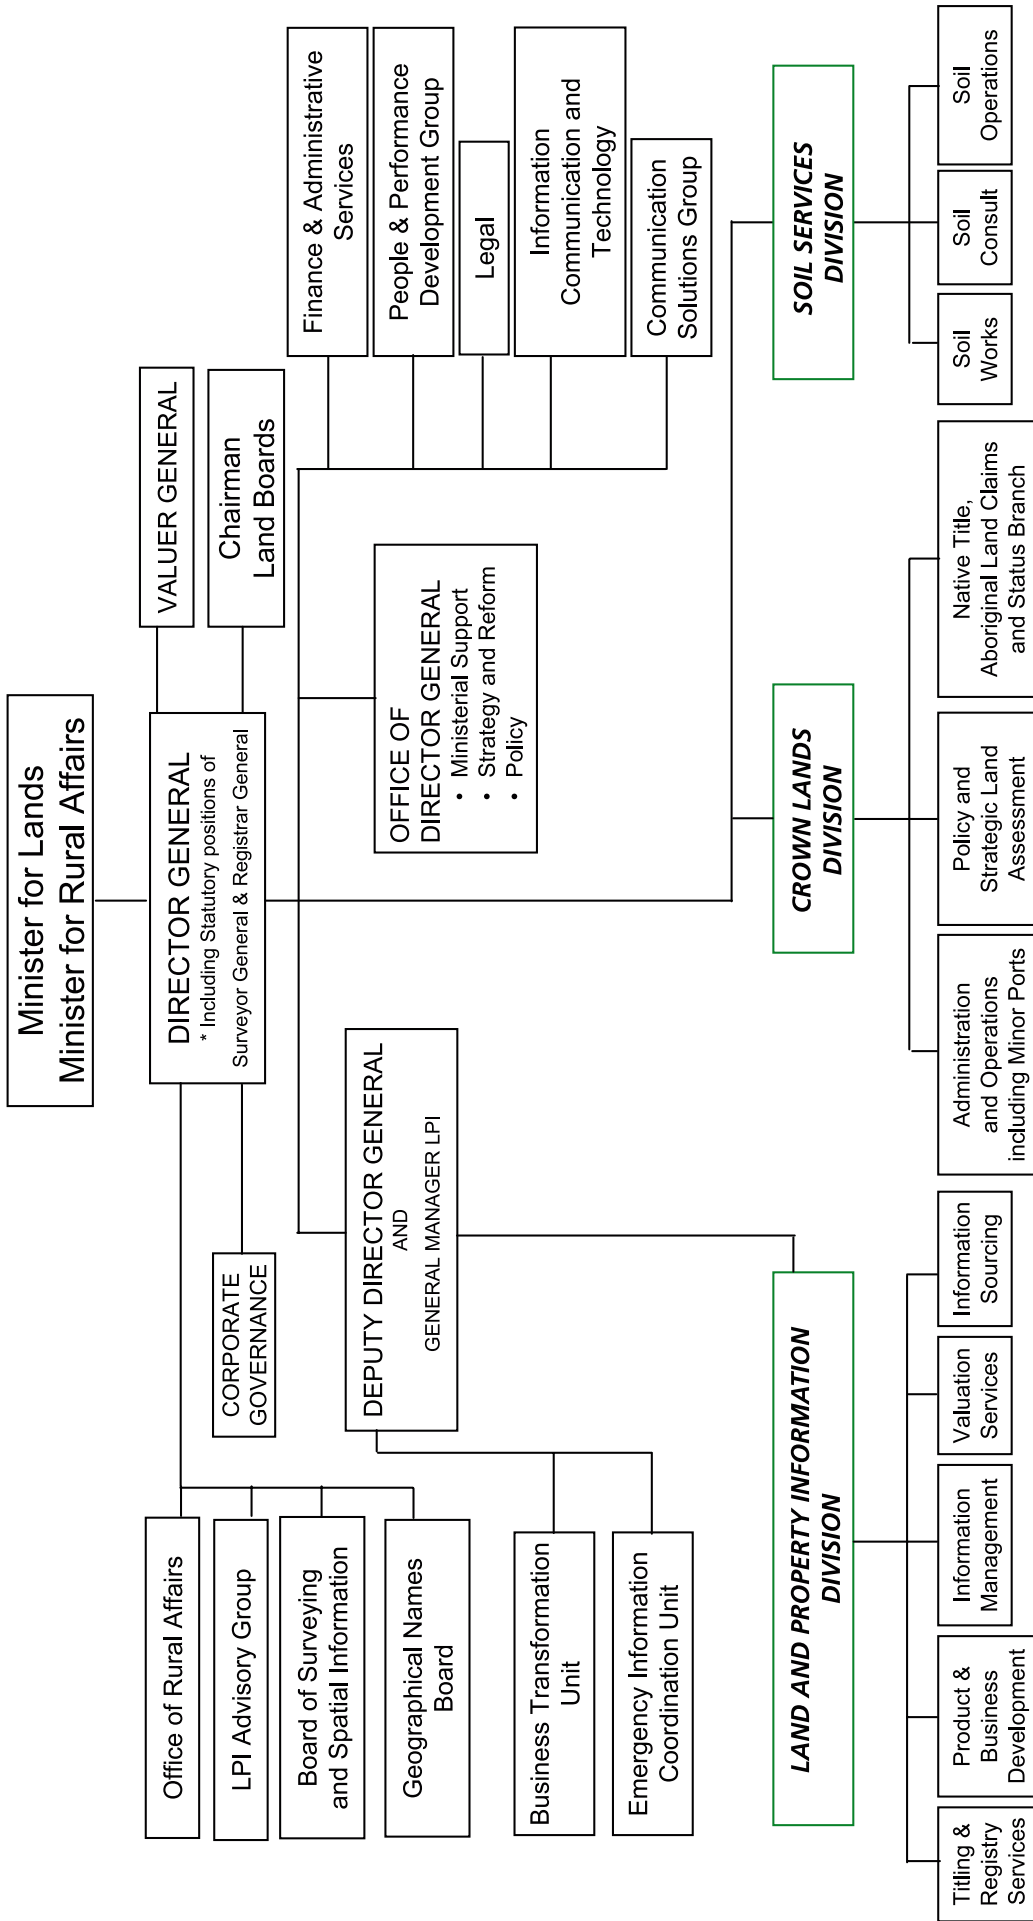 Minister for Lands
Minister for Rural Affairs
DIRECTOR GENERAL
* Including Statutory positions of
Surveyor General & Registrar General
VALUER GENERAL
Chairman
Land Boards
CORPORATE
GOVERNANCE
Office of Rural Affairs
LPI Advisory Group
Board of Surveying
and Spatial Information
Geographical Names
Board
Finance & Administrative
Services
People & Performance
Development Group
Legal
Information
Communication and
Technology
Communication
Solutions Group
OFFICE OF
DIRECTOR GENERAL
• Ministerial Support
• Strategy and Reform
• Policy
DEPUTY DIRECTOR GENERAL
AND
GENERAL MANAGER LPI
Business Transformation
Unit
Emergency Information
Coordination Unit
LAND AND PROPERTY INFORMATION
DIVISION
CROWN LANDS
DIVISION
SOIL SERVICES
DIVISION
Titling &
Registry
Services
Product &
Business
Development
Information
Management
Valuation
Services
Information
Sourcing
Administration
and Operations
including Minor Ports
Policy and
Strategic Land
Assessment
Native Title,
Aboriginal Land Claims
and Status Branch
Soil
Works
Soil
Consult
Soil
Operations